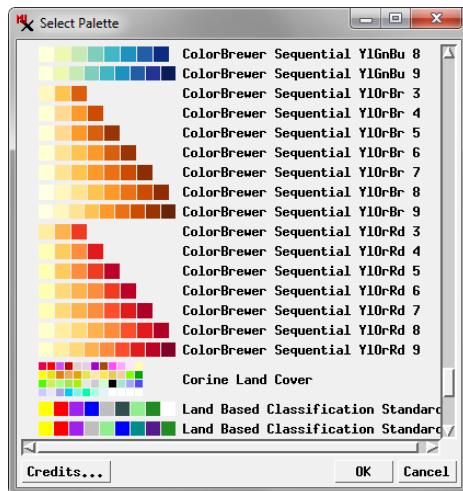 Select Palette
ColorBrewer Sequential YlGnBu 8
ColorBrewer Sequential YlGnBu 9
ColorBrewer Sequential YlOrBr 3
ColorBrewer Sequential YlOrBr 4
ColorBrewer Sequential YlOrBr 5
ColorBrewer Sequential YlOrBr 6
ColorBrewer Sequential YlOrBr 7
ColorBrewer Sequential YlOrBr 8
ColorBrewer Sequential YlOrBr 9
ColorBrewer Sequential YlOrRd 3
ColorBrewer Sequential YlOrRd 4
ColorBrewer Sequential YlOrRd 5
ColorBrewer Sequential YlOrRd 6
ColorBrewer Sequential YlOrRd 7
ColorBrewer Sequential YlOrRd 8
ColorBrewer Sequential YlOrRd 9
Corine Land Cover
Land Based Classification Standard
Land Based Classification Standard
Credits... OK Cancel